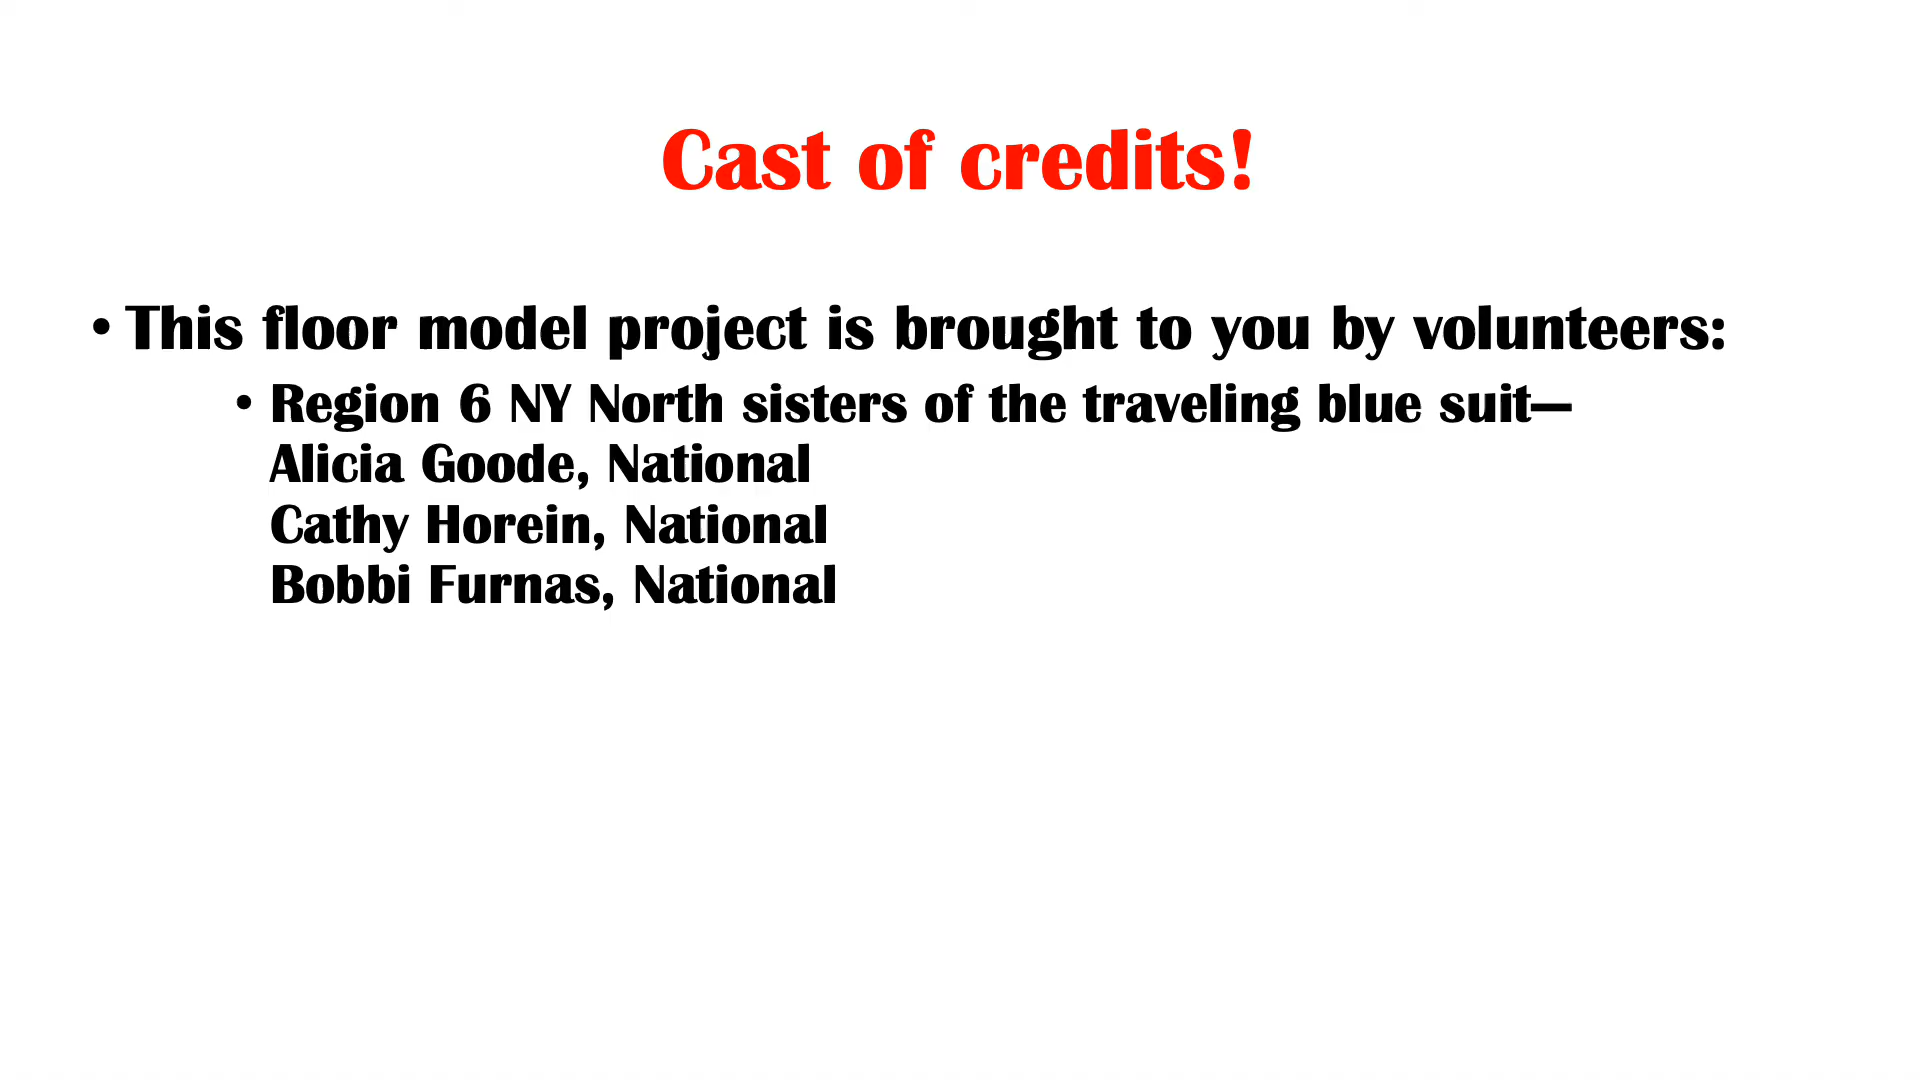 Cast of credits!
• This floor model project is brought to you by volunteers:
• Region 6 NY North sisters of the traveling blue suit—
Alicia Goode, National
Cathy Horein, National
Bobbi Furnas, National